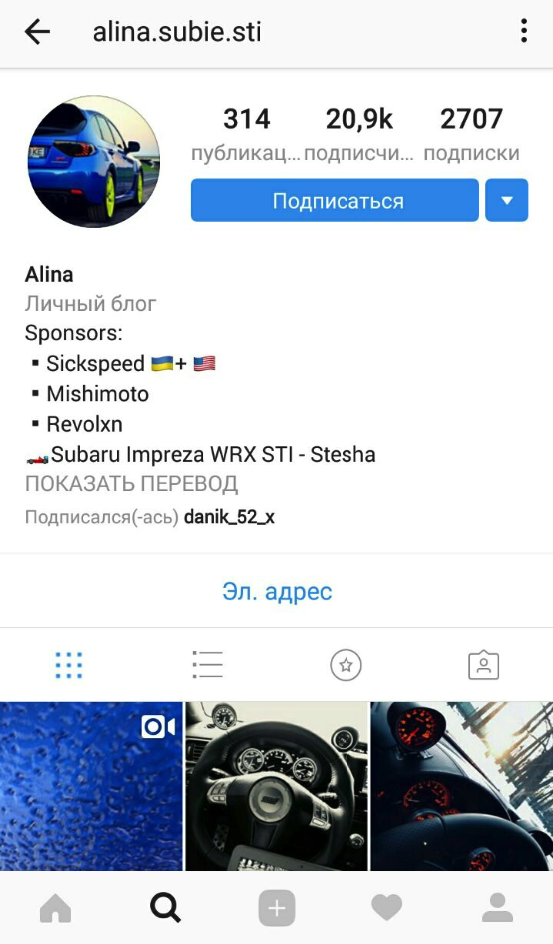 alina.subie.sti
314 20,9k 2707
публикац... подписчи... подписки
Подписаться
Alina
Личный блог
Sponsors:
▪ Sickspeed 🇺🇦+ 🇺🇸
▪ Mishimoto
▪ Revolxn
🏎Subaru Impreza WRX STI - Stesha
ПОКАЗАТЬ ПЕРЕВОД
Подписался(-ась) danik_52_x
Эл. адрес